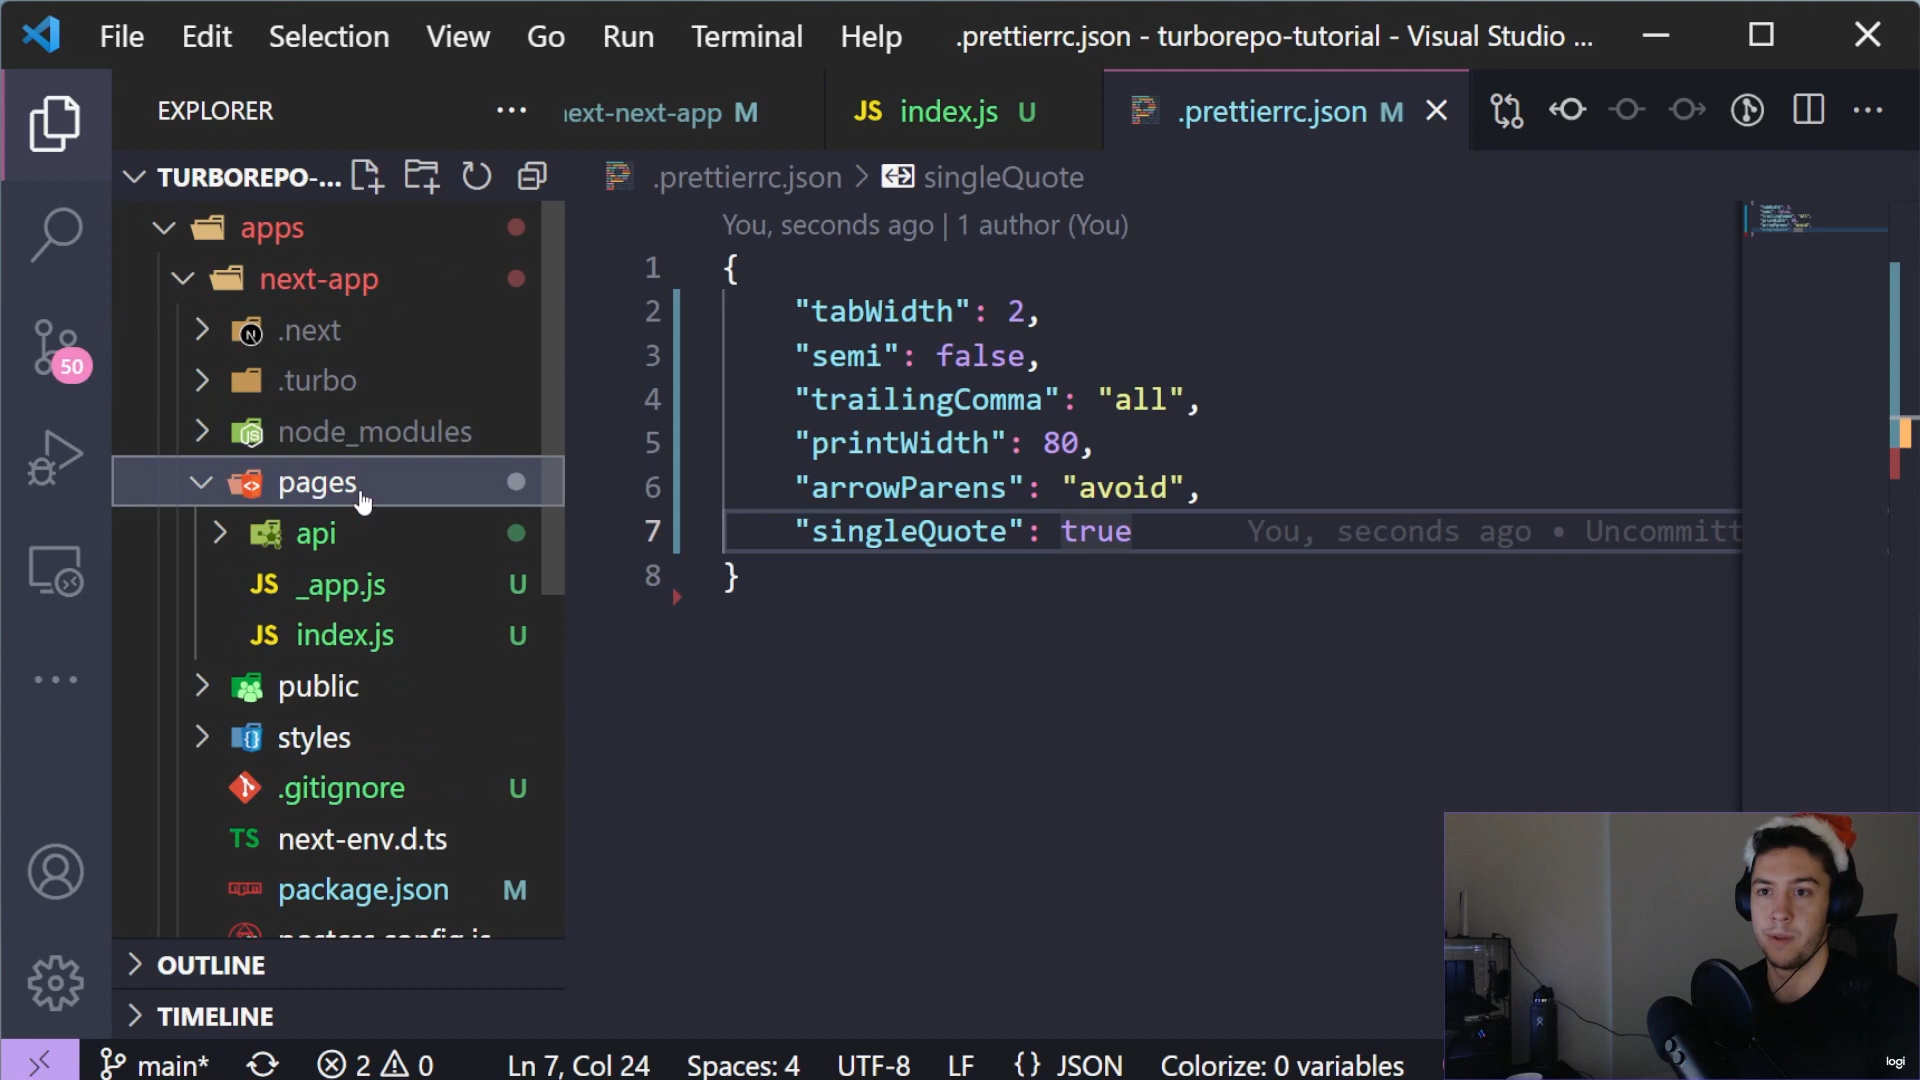 File Edit Selection View Go Run Terminal Help .prettierrc.json - turborepo-tutorial - Visual Studio ...
EXPLORER
TURBOREPO-...
apps
next-app
.next
.turbo
node_modules
pages
api
JS _app.js U
JS index.js U
public
styles
.gitignore U
TS next-env.d.ts
package.json M
OUTLINE
TIMELINE
50
next-next-app M
JS index.js U
.prettierrc.json M
.prettierrc.json > singleQuote
You, seconds ago | 1 author (You)
1 {
2 "tabWidth": 2,
3 "semi": false,
4 "trailingComma": "all",
5 "printWidth": 80,
6 "arrowParens": "avoid",
7 "singleQuote": true You, seconds ago • Uncommitt
8 }
main* 2 0 Ln 7, Col 24 Spaces: 4 UTF-8 LF {} JSON Colorize: 0 variables
logi